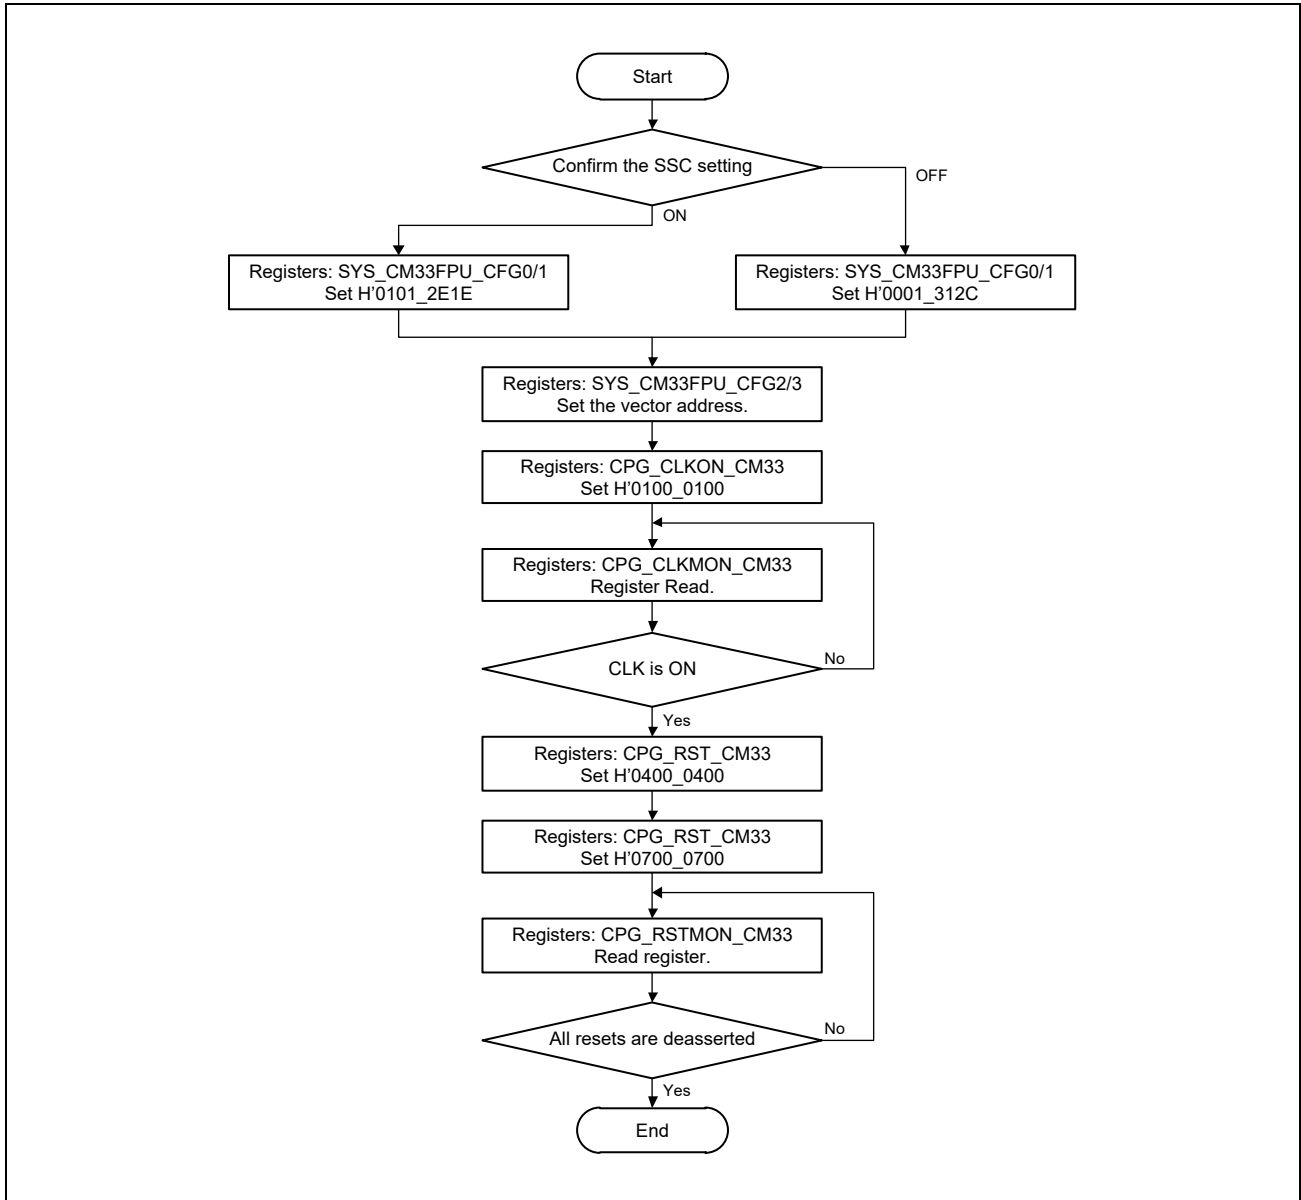 Start
Confirm the SSC setting
OFF
ON
Registers: SYS_CM33FPU_CFG0/1
Set H’0101_2E1E
Registers: SYS_CM33FPU_CFG0/1
Set H’0001_312C
Registers: SYS_CM33FPU_CFG2/3
Set the vector address.
Registers: CPG_CLKON_CM33
Set H’0100_0100
Registers: CPG_CLKMON_CM33
Register Read.
CLK is ON
No
Yes
Registers: CPG_RST_CM33
Set H’0400_0400
Registers: CPG_RST_CM33
Set H’0700_0700
Registers: CPG_RSTMON_CM33
Read register.
All resets are deasserted
No
Yes
End